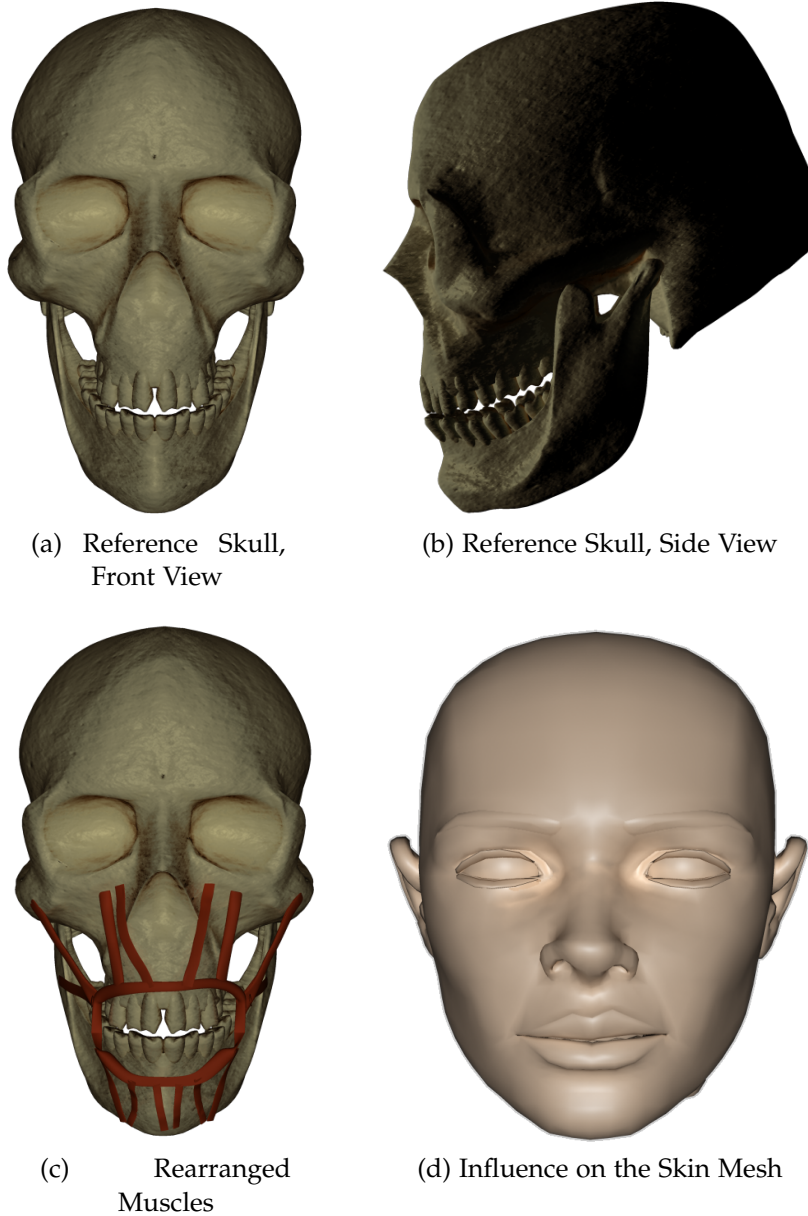 (a) Reference Skull,
Front View
(b) Reference Skull, Side View
(c) Rearranged
Muscles
(d) Influence on the Skin Mesh